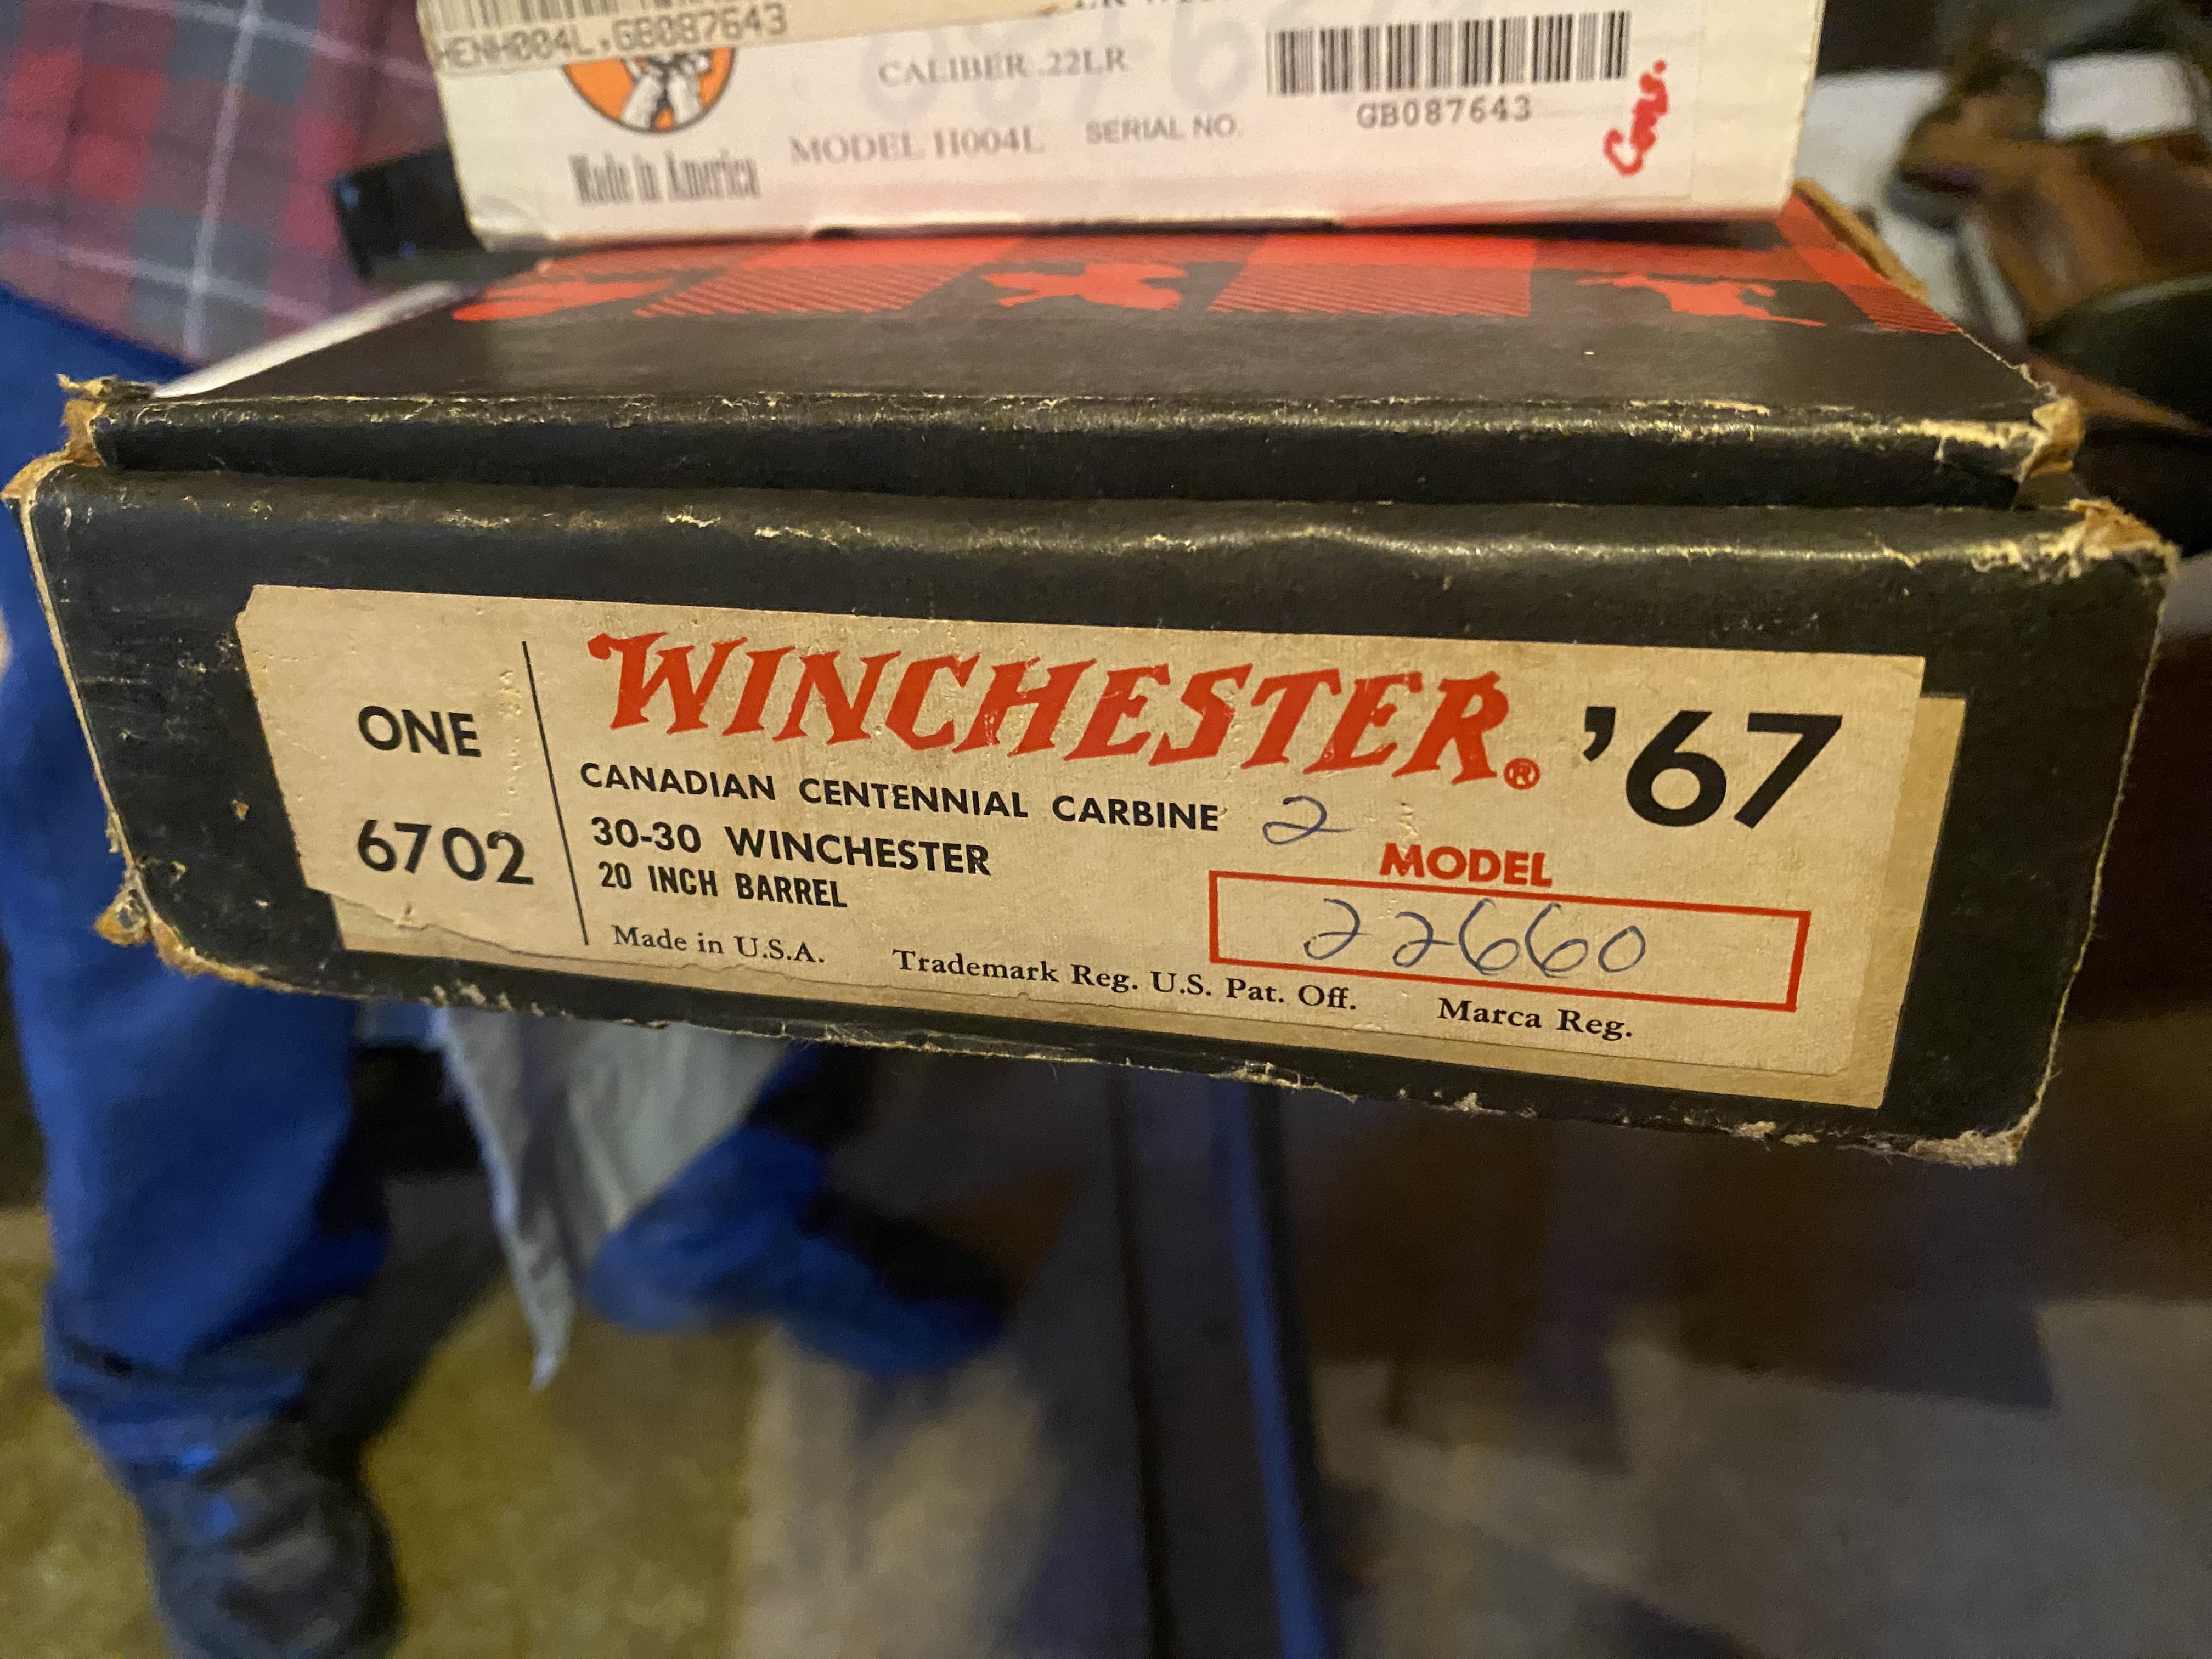 HENH004L,GB087643
CALIBER .22LR
MODEL H004L SERIAL NO.
GB087643
Made in America
WINCHESTER® '67
ONE
CANADIAN CENTENNIAL CARBINE 2
30-30 WINCHESTER
MODEL
6702
20 INCH BARREL
22660
Made in U.S.A. Trademark Reg. U.S. Pat. Off. Marca Reg.